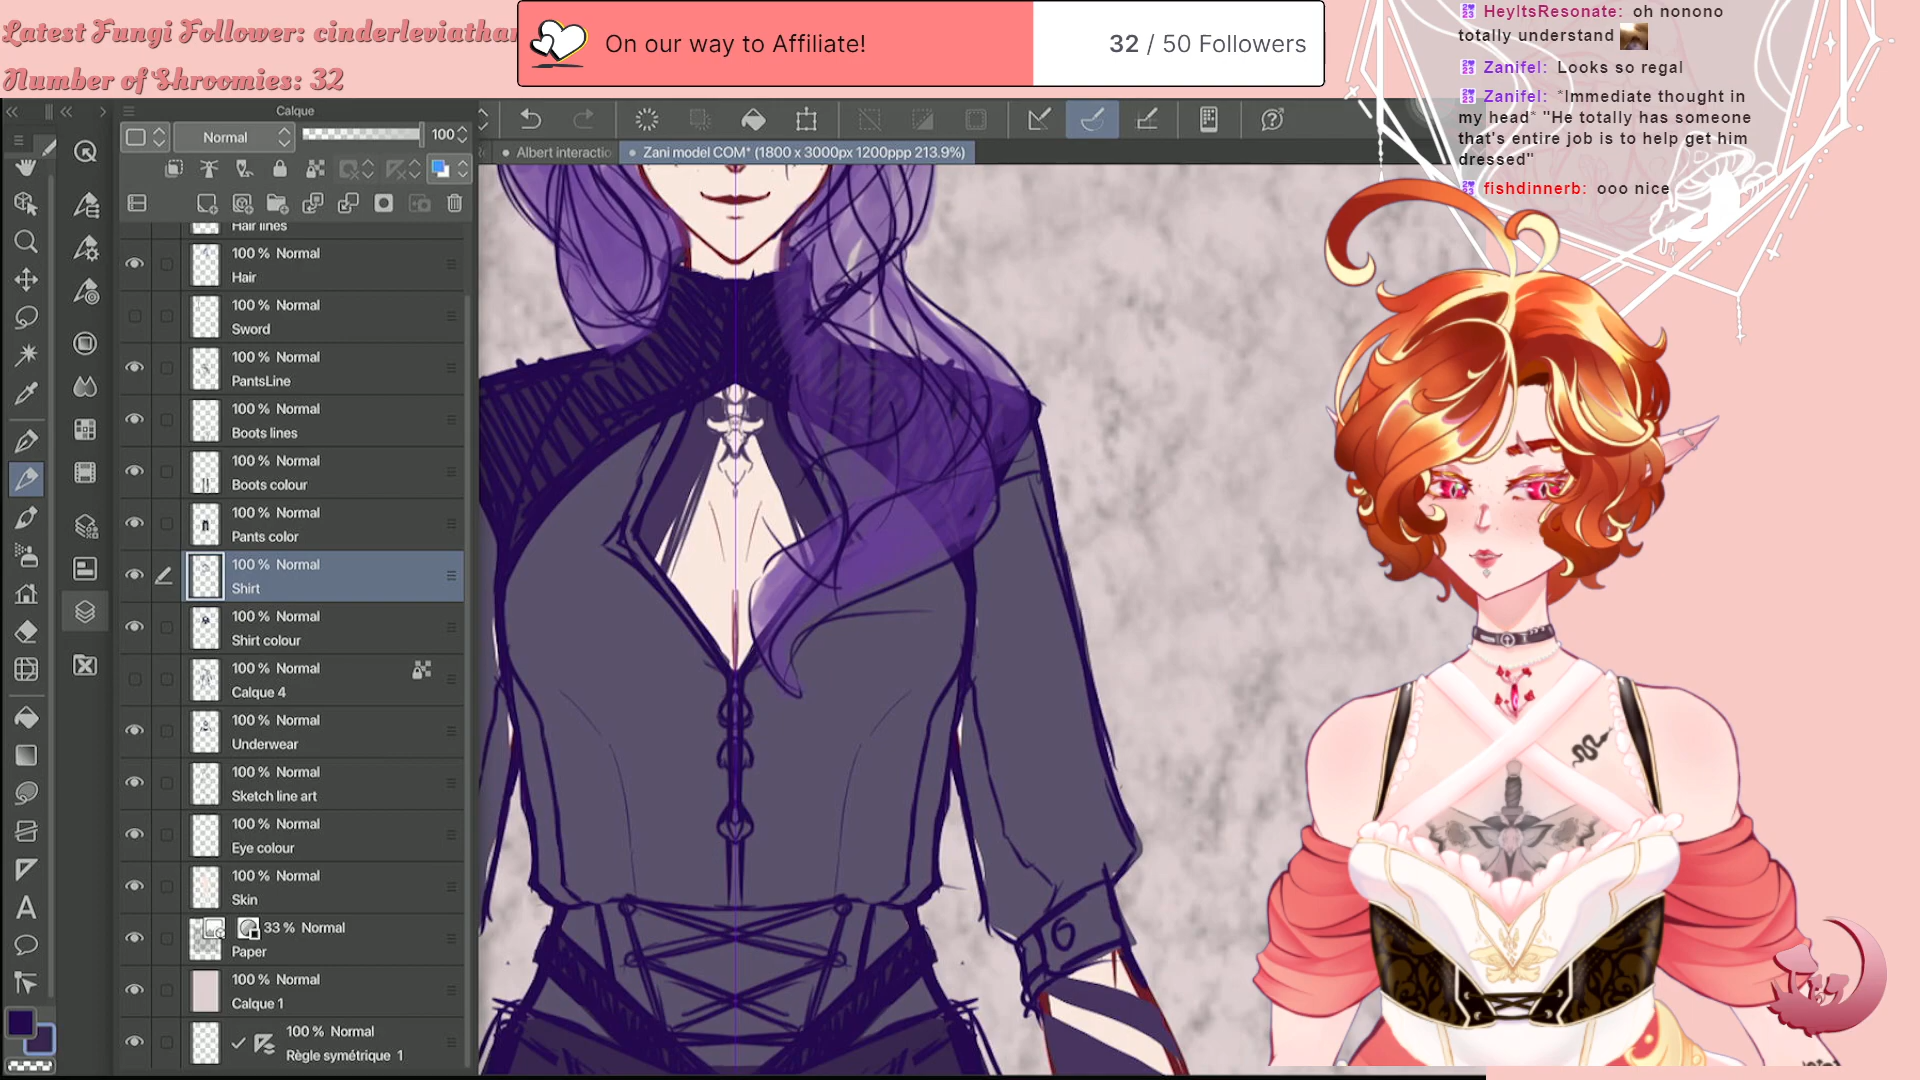 Latest Fungi Follower: cinderleviathan
Number of Shroomies: 32
On our way to Affiliate!
32 / 50 Followers
HeyItsResonate: oh nonono
totally understand
Zanifel: Looks so regal
Zanifel: *Immediate thought in
my head* "He totally has someone
that's entire job is to help get him
dressed"
fishdinnerb: ooo nice
Calque
Normal
100
Albert interactio
Zani model COM* (1800 x 3000px 1200ppp 213.9%)
Hair lines
100 % Normal
Hair
100 % Normal
Sword
100 % Normal
PantsLine
100 % Normal
Boots lines
100 % Normal
Boots colour
100 % Normal
Pants color
100 % Normal
Shirt
100 % Normal
Shirt colour
100 % Normal
Calque 4
100 % Normal
Underwear
100 % Normal
Sketch line art
100 % Normal
Eye colour
100 % Normal
Skin
33 % Normal
Paper
100 % Normal
Calque 1
100 % Normal
Règle symétrique 1